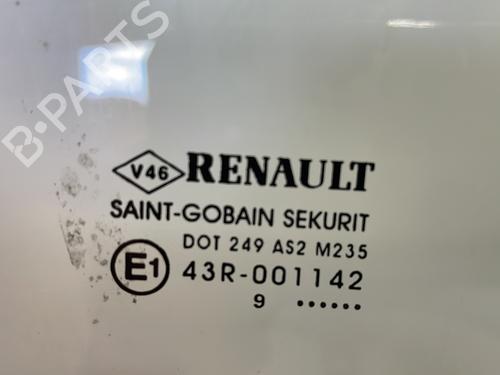 B-PARTS
V46 RENAULT
SAINT-GOBAIN SEKURIT
DOT 249 AS2 M235
E1 43R-001142
9 ••••••